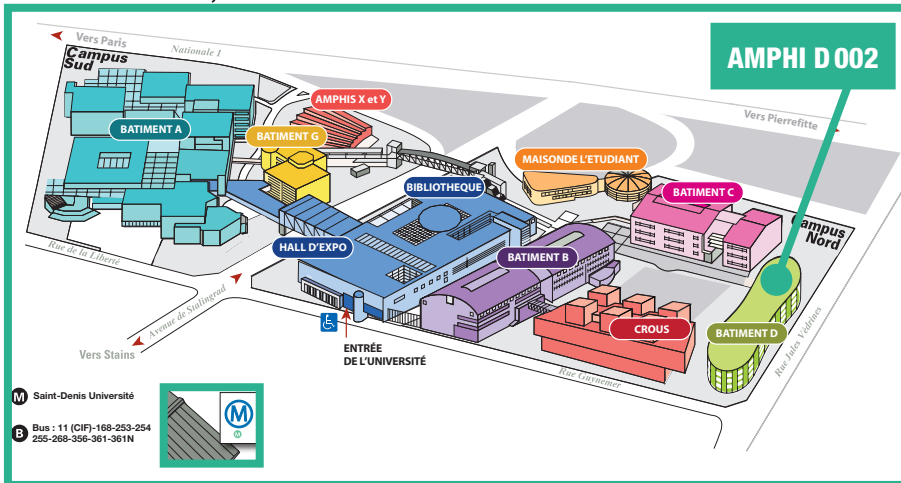 Vers Paris
Nationale 1
Campus
Sud
AMPHI D 002
AMPHIS X et Y
Vers Pierrefitte
BATIMENT A
BATIMENT G
MAISONDE L'ETUDIANT
BIBLIOTHEQUE
BATIMENT C
Campus
Nord
HALL D'EXPO
Rue de la Liberté
BATIMENT B
Avenue de Stalingrad
CROUS
BATIMENT D
Rue Jules Védrines
ENTRÉE
DE L'UNIVERSITÉ
Vers Stains
Rue Guynemer
M Saint-Denis Université
B Bus : 11 (CIF)-168-253-254
255-268-356-361-361N
M
M